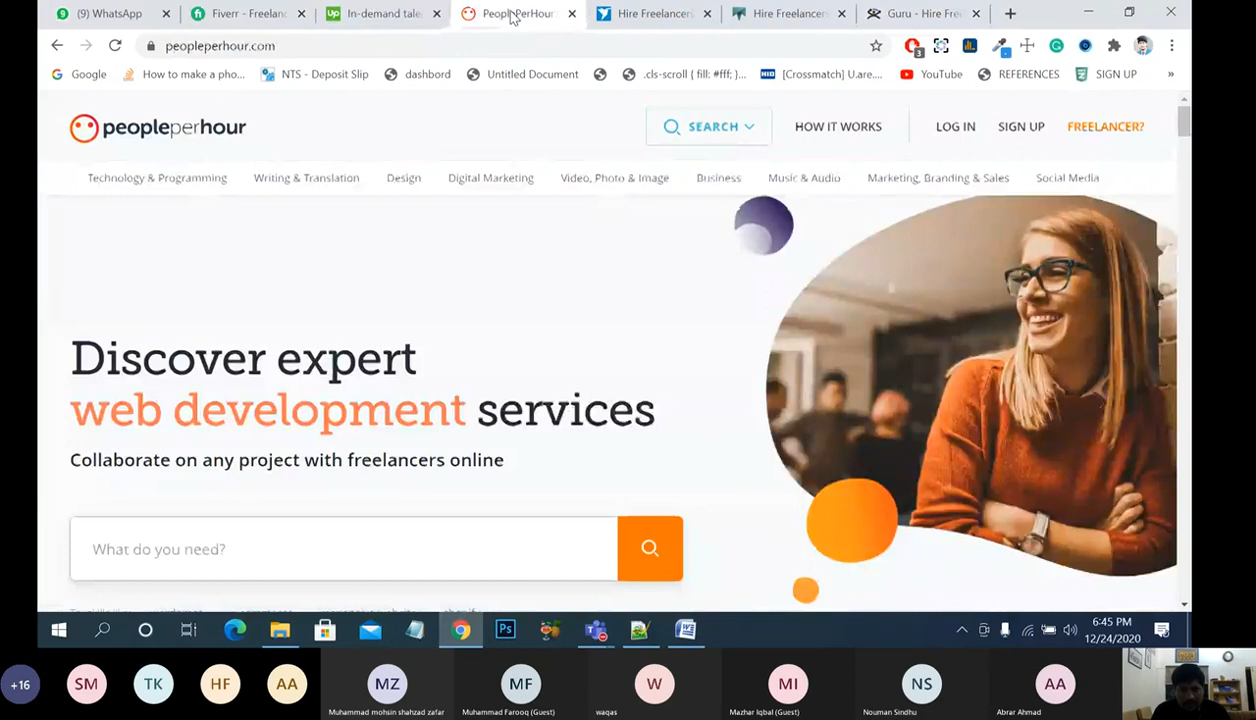 (9) WhatsApp
Fiverr - Freelan
In-demand tale
PeoplePerHour
Hire Freelancers
Hire Freelancers
Guru - Hire Fre
peopleperhour.com
3
Google
How to make a pho...
NTS - Deposit Slip
dashbord
Untitled Document
.cls-scroll { fill: #fff; }...
[Crossmatch] U.are....
YouTube
REFERENCES
SIGN UP
»
peopleperhour
SEARCH
HOW IT WORKS
LOG IN
SIGN UP
FREELANCER?
Technology & Programming
Writing & Translation
Design
Digital Marketing
Video, Photo & Image
Business
Music & Audio
Marketing, Branding & Sales
Social Media
Discover expert
web development services
Collaborate on any project with freelancers online
What do you need?
Ps
6:45 PM
12/24/2020
+16
SM
TK
HF
AA
MZ
Muhammad mohsin shahzad zafar
MF
Muhammad Farooq (Guest)
W
waqas
MI
Mazhar Iqbal (Guest)
NS
Nouman Sindhu
AA
Abrar Ahmad